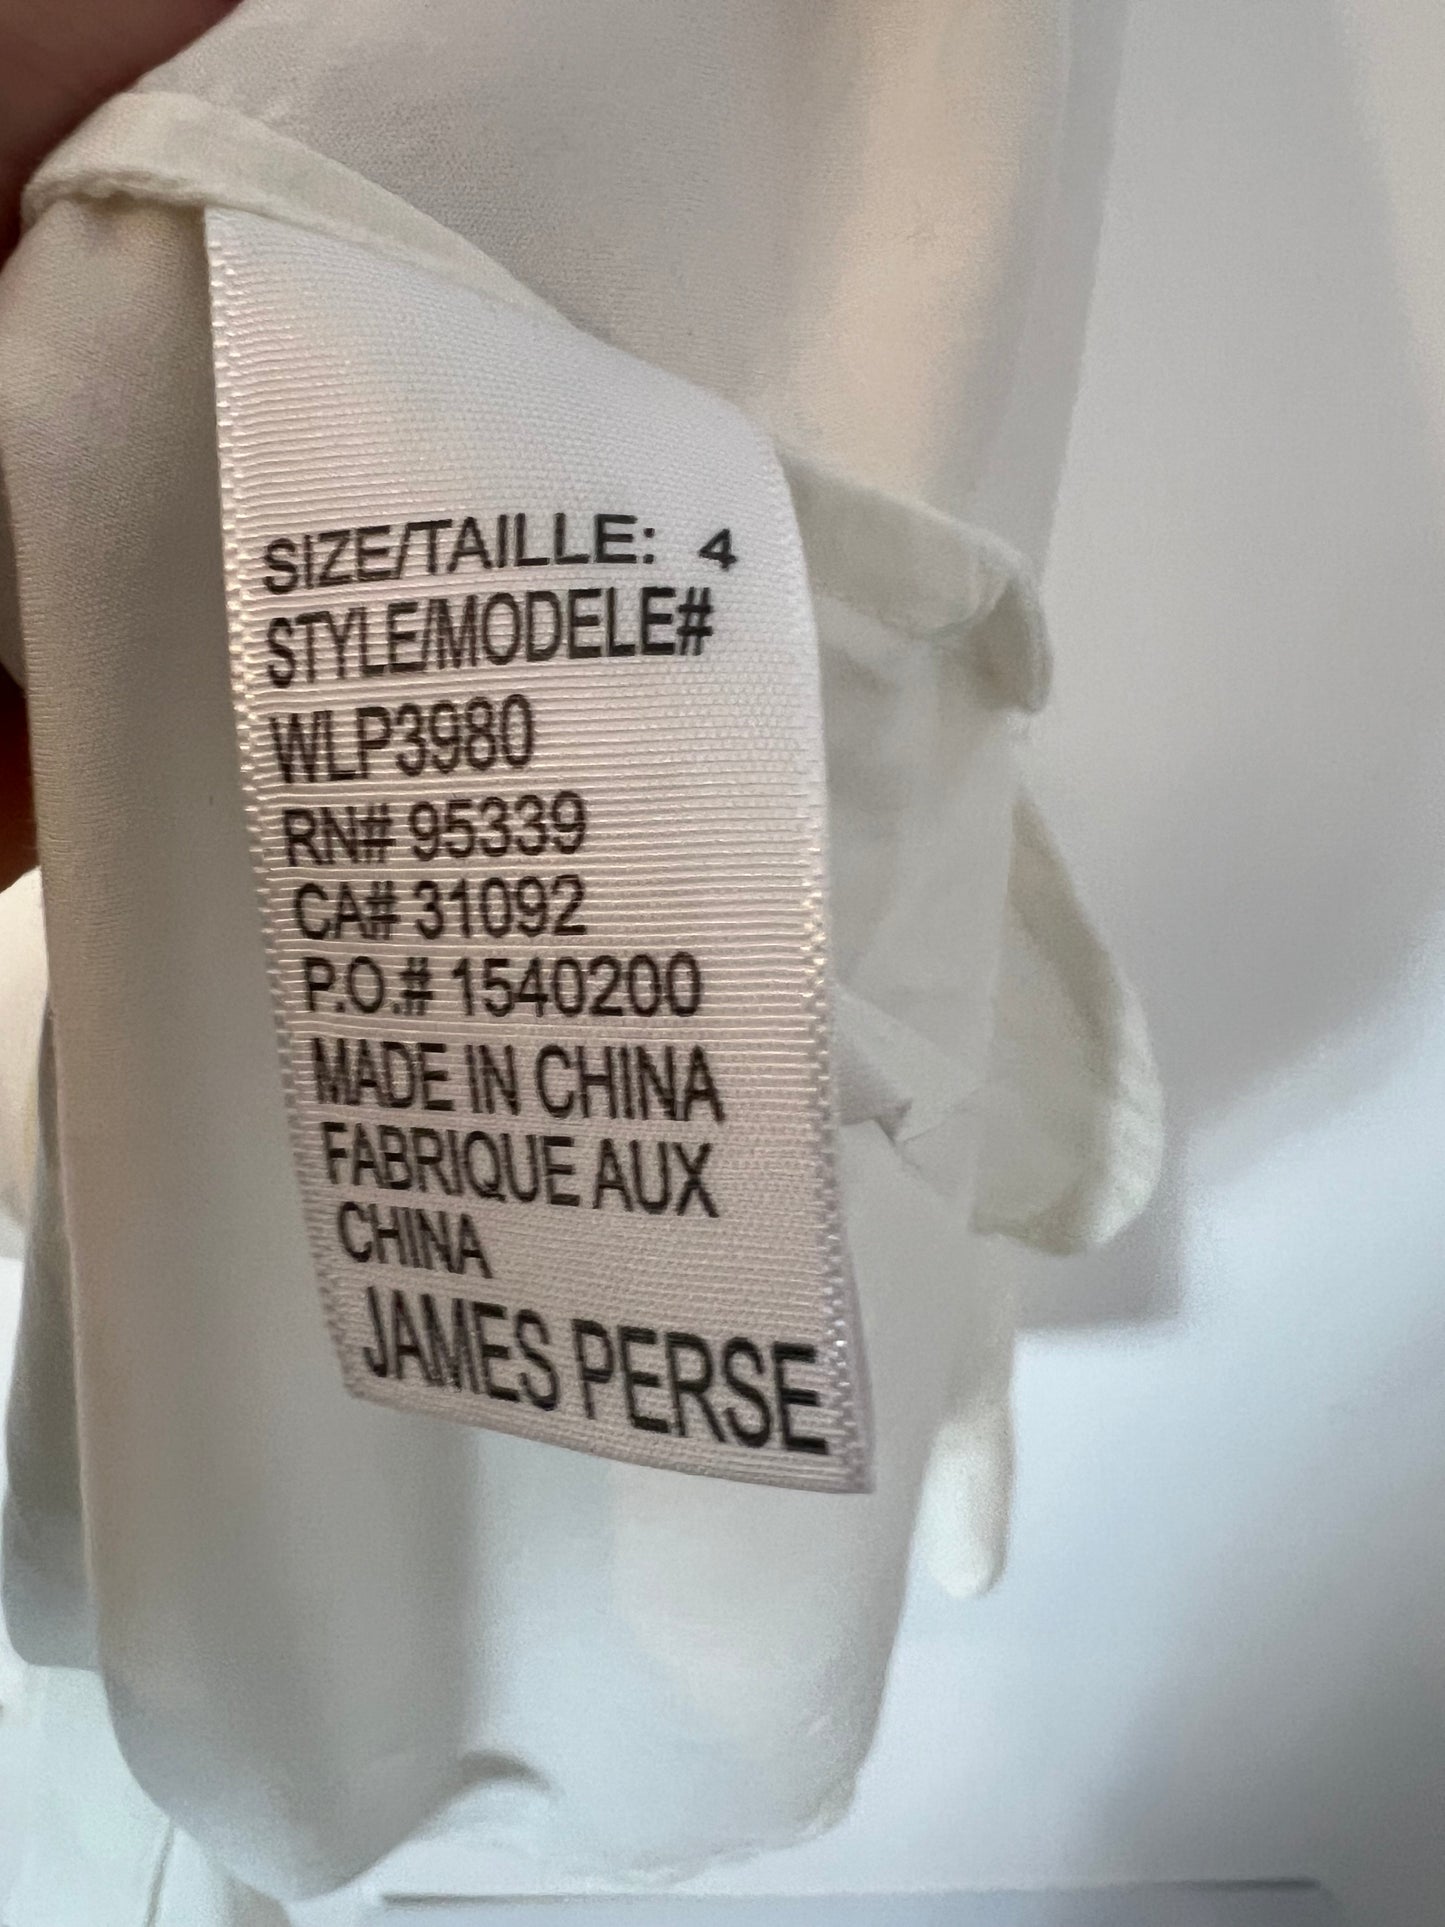 SIZE/TAILLE: 4
STYLE/MODELE#
WLP3980
RN# 95339
CA# 31092
P.O.# 1540200
MADE IN CHINA
FABRIQUE AUX
CHINA
JAMES PERSE